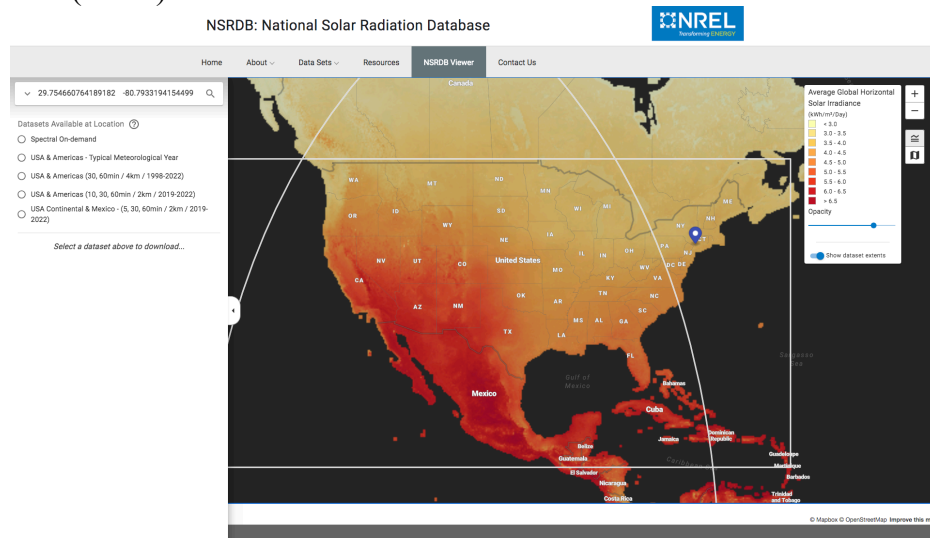 NSRDB: National Solar Radiation Database
NREL
Transforming ENERGY
Home About Data Sets Resources NSRDB Viewer Contact Us
29.754660764189182 -80.7933194154499
Datasets Available at Location
Spectral On-demand
USA & Americas - Typical Meteorological Year
USA & Americas (30, 60min / 4km / 1998-2022)
USA & Americas (10, 30, 60min / 2km / 2019-2022)
USA Continental & Mexico - (5, 30, 60min / 2km / 2019-
2022)
Select a dataset above to download...
Canada
WA
MT
ND
MN
OR
ID
SD
WI
MI
ME
NH
WY
NY
CT
IA
NE
PA
NJ
NV
UT
CO
United States
IL
IN
OH
DC DE
MO
WV
VA
CA
KY
AZ
NM
OK
AR
TN
NC
SC
MS
AL
GA
TX
LA
FL
Sargasso
Sea
Gulf of
Mexico
Mexico
Bahamas
Cuba
Jamaica
Dominican
Republic
Belize
Guatemala
El Salvador
Nicaragua
Costa Rica
Caribbean
Guadeloupe
Martinique
Barbados
Trinidad
and Tobago
Average Global Horizontal
Solar Irradiance
(kWh/m²/Day)
< 3.0
3.0 - 3.5
3.5 - 4.0
4.0 - 4.5
4.5 - 5.0
5.0 - 5.5
5.5 - 6.0
6.0 - 6.5
> 6.5
Opacity
Show dataset extents
+
−
© Mapbox © OpenStreetMap Improve this